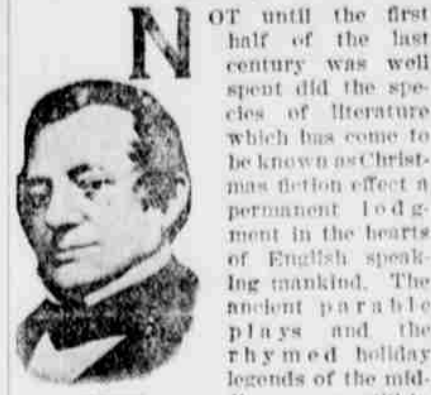 NOT until the first
half of the last
century was well
spent did the spe-
cies of literature
which has come to
be known as Christ-
mas fiction effect a
permanent lodg-
ment in the hearts
of English speak-
ing mankind. The
ancient parable
plays and the
rhymed holiday
legends of the mid-